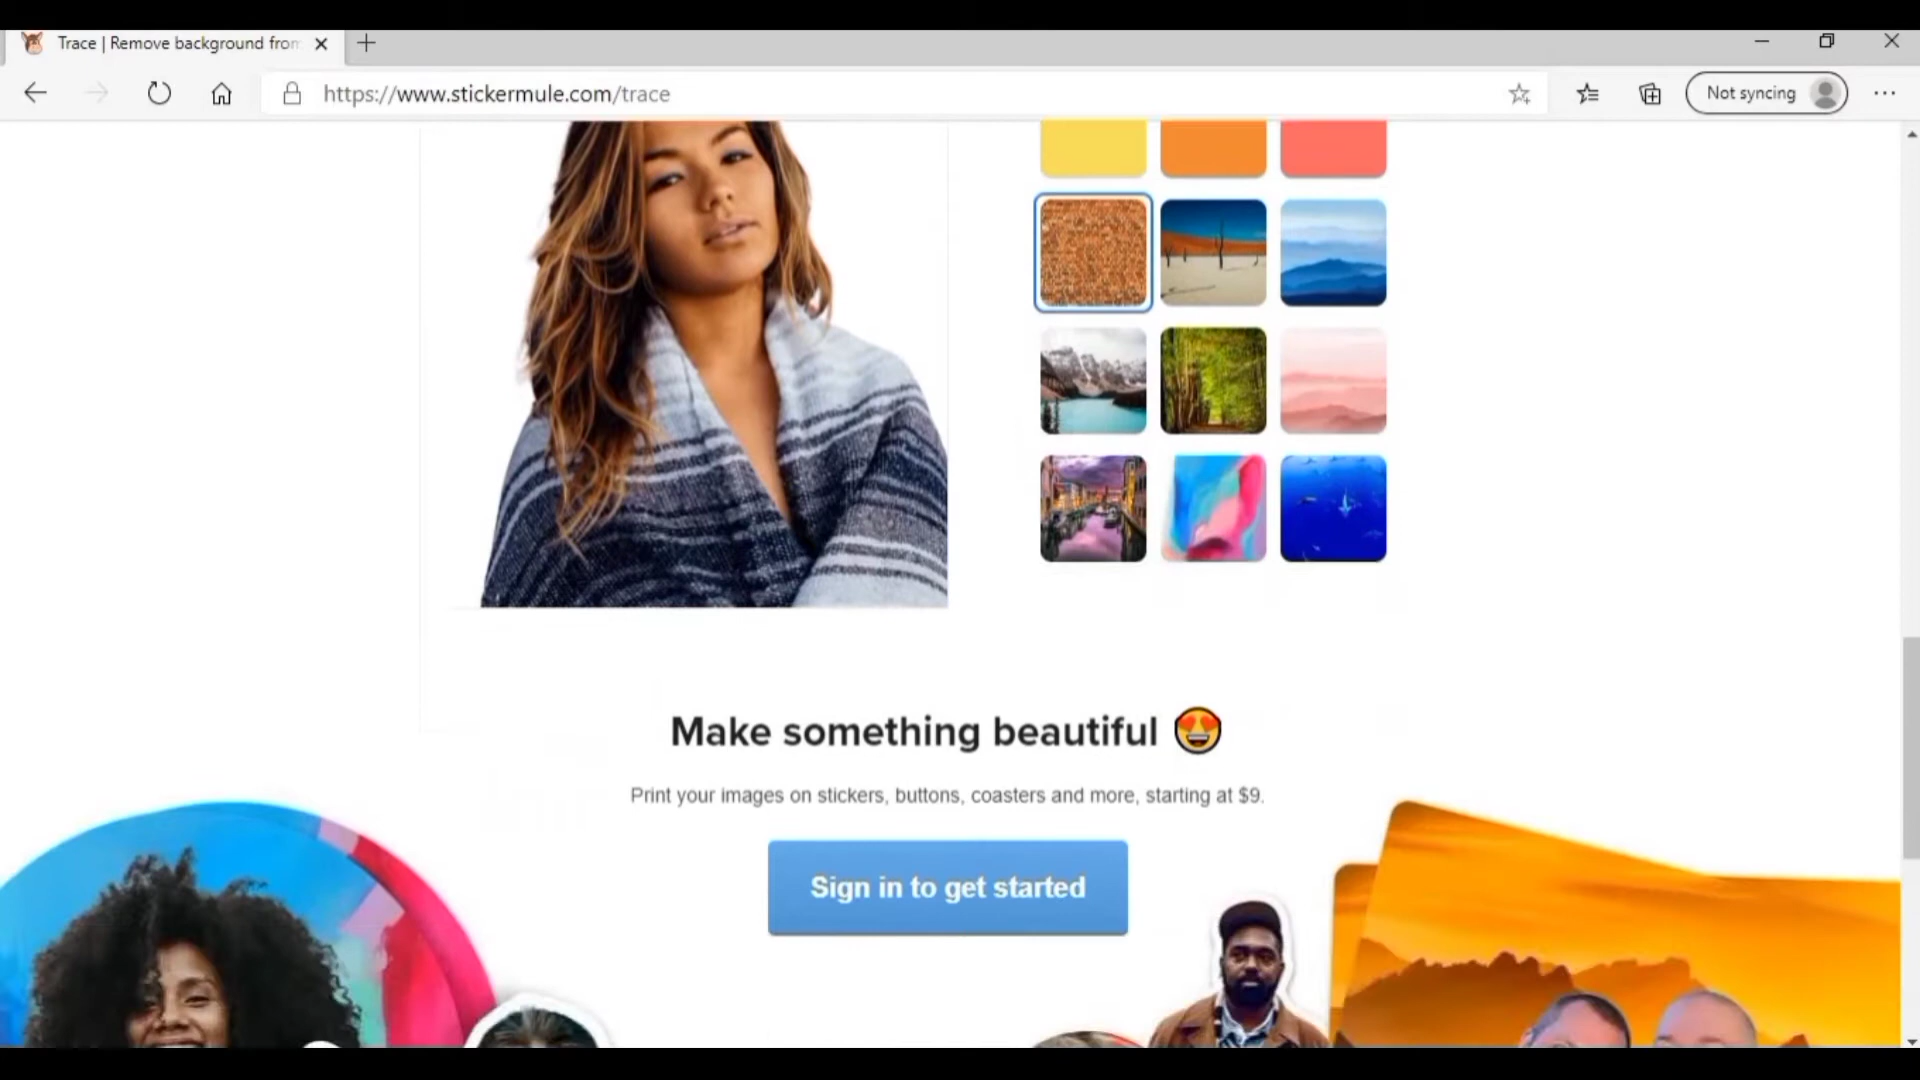 Trace | Remove background from
https://www.stickermule.com/trace
Not syncing
Make something beautiful
Print your images on stickers, buttons, coasters and more, starting at $9.
Sign in to get started